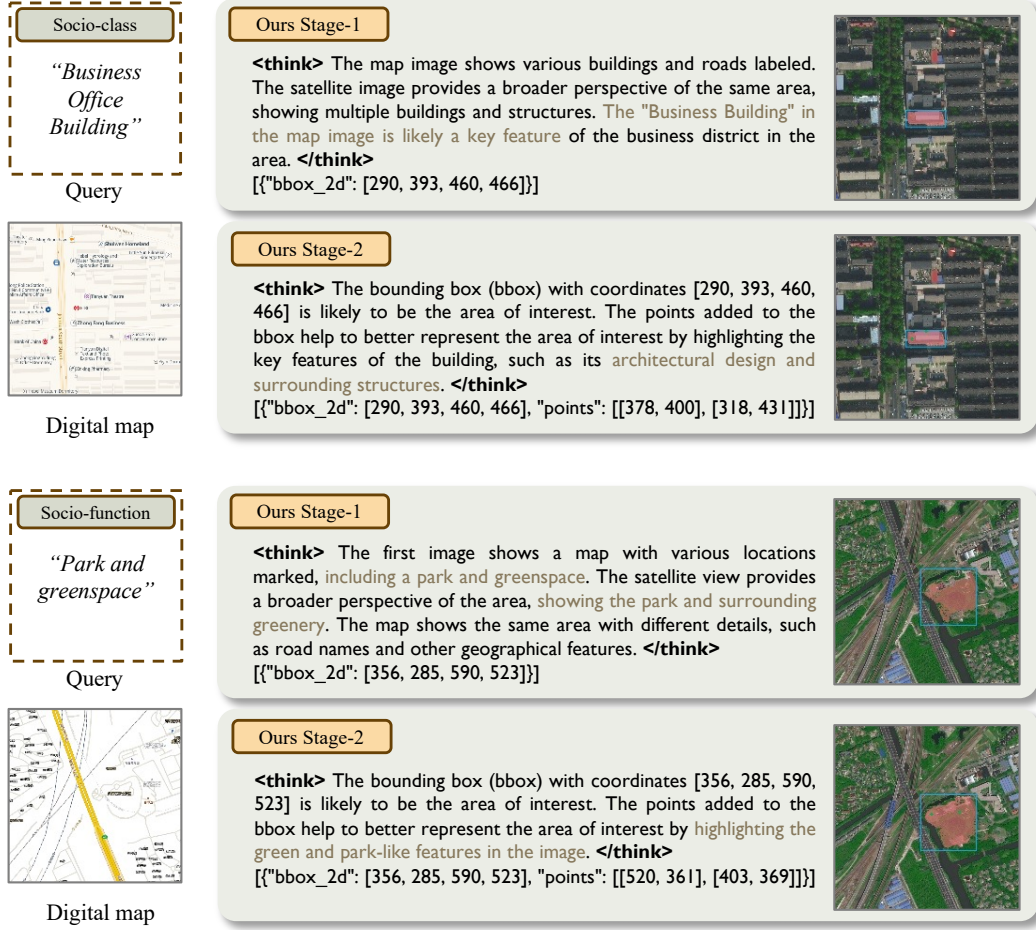 Socio-class
“Business
Office
Building”
Query
Digital map
Ours Stage-1
<think> The map image shows various buildings and roads labeled.
The satellite image provides a broader perspective of the same area,
showing multiple buildings and structures. The "Business Building" in
the map image is likely a key feature of the business district in the
area. </think>
[{"bbox_2d": [290, 393, 460, 466]}]
Ours Stage-2
<think> The bounding box (bbox) with coordinates [290, 393, 460,
466] is likely to be the area of interest. The points added to the
bbox help to better represent the area of interest by highlighting the
key features of the building, such as its architectural design and
surrounding structures. </think>
[{"bbox_2d": [290, 393, 460, 466], "points": [[378, 400], [318, 431]]}]
Socio-function
“Park and
greenspace”
Query
Digital map
Ours Stage-1
<think> The first image shows a map with various locations
marked, including a park and greenspace. The satellite view provides
a broader perspective of the area, showing the park and surrounding
greenery. The map shows the same area with different details, such
as road names and other geographical features. </think>
[{"bbox_2d": [356, 285, 590, 523]}]
Ours Stage-2
<think> The bounding box (bbox) with coordinates [356, 285, 590,
523] is likely to be the area of interest. The points added to the
bbox help to better represent the area of interest by highlighting the
green and park-like features in the image. </think>
[{"bbox_2d": [356, 285, 590, 523], "points": [[520, 361], [403, 369]]}]